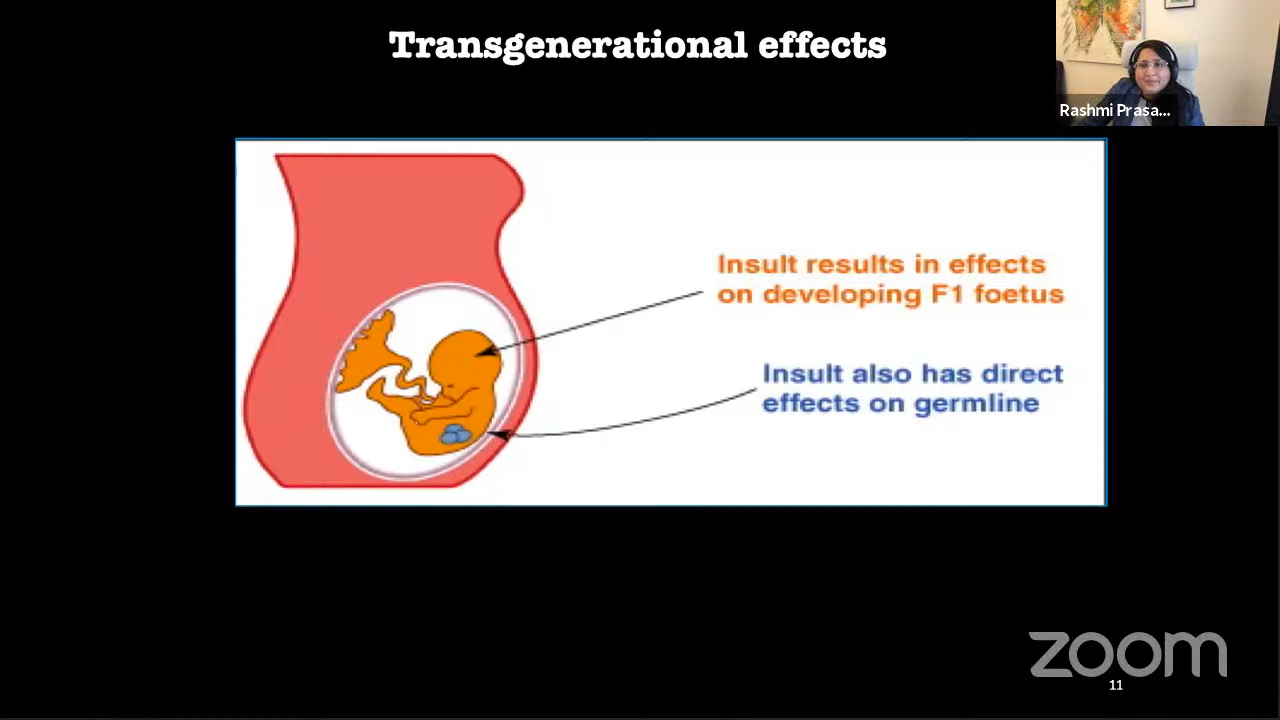 Transgenerational effects
Rashmi Prasa...
Insult results in effects
on developing F1 foetus
Insult also has direct
effects on germline
zoom
11